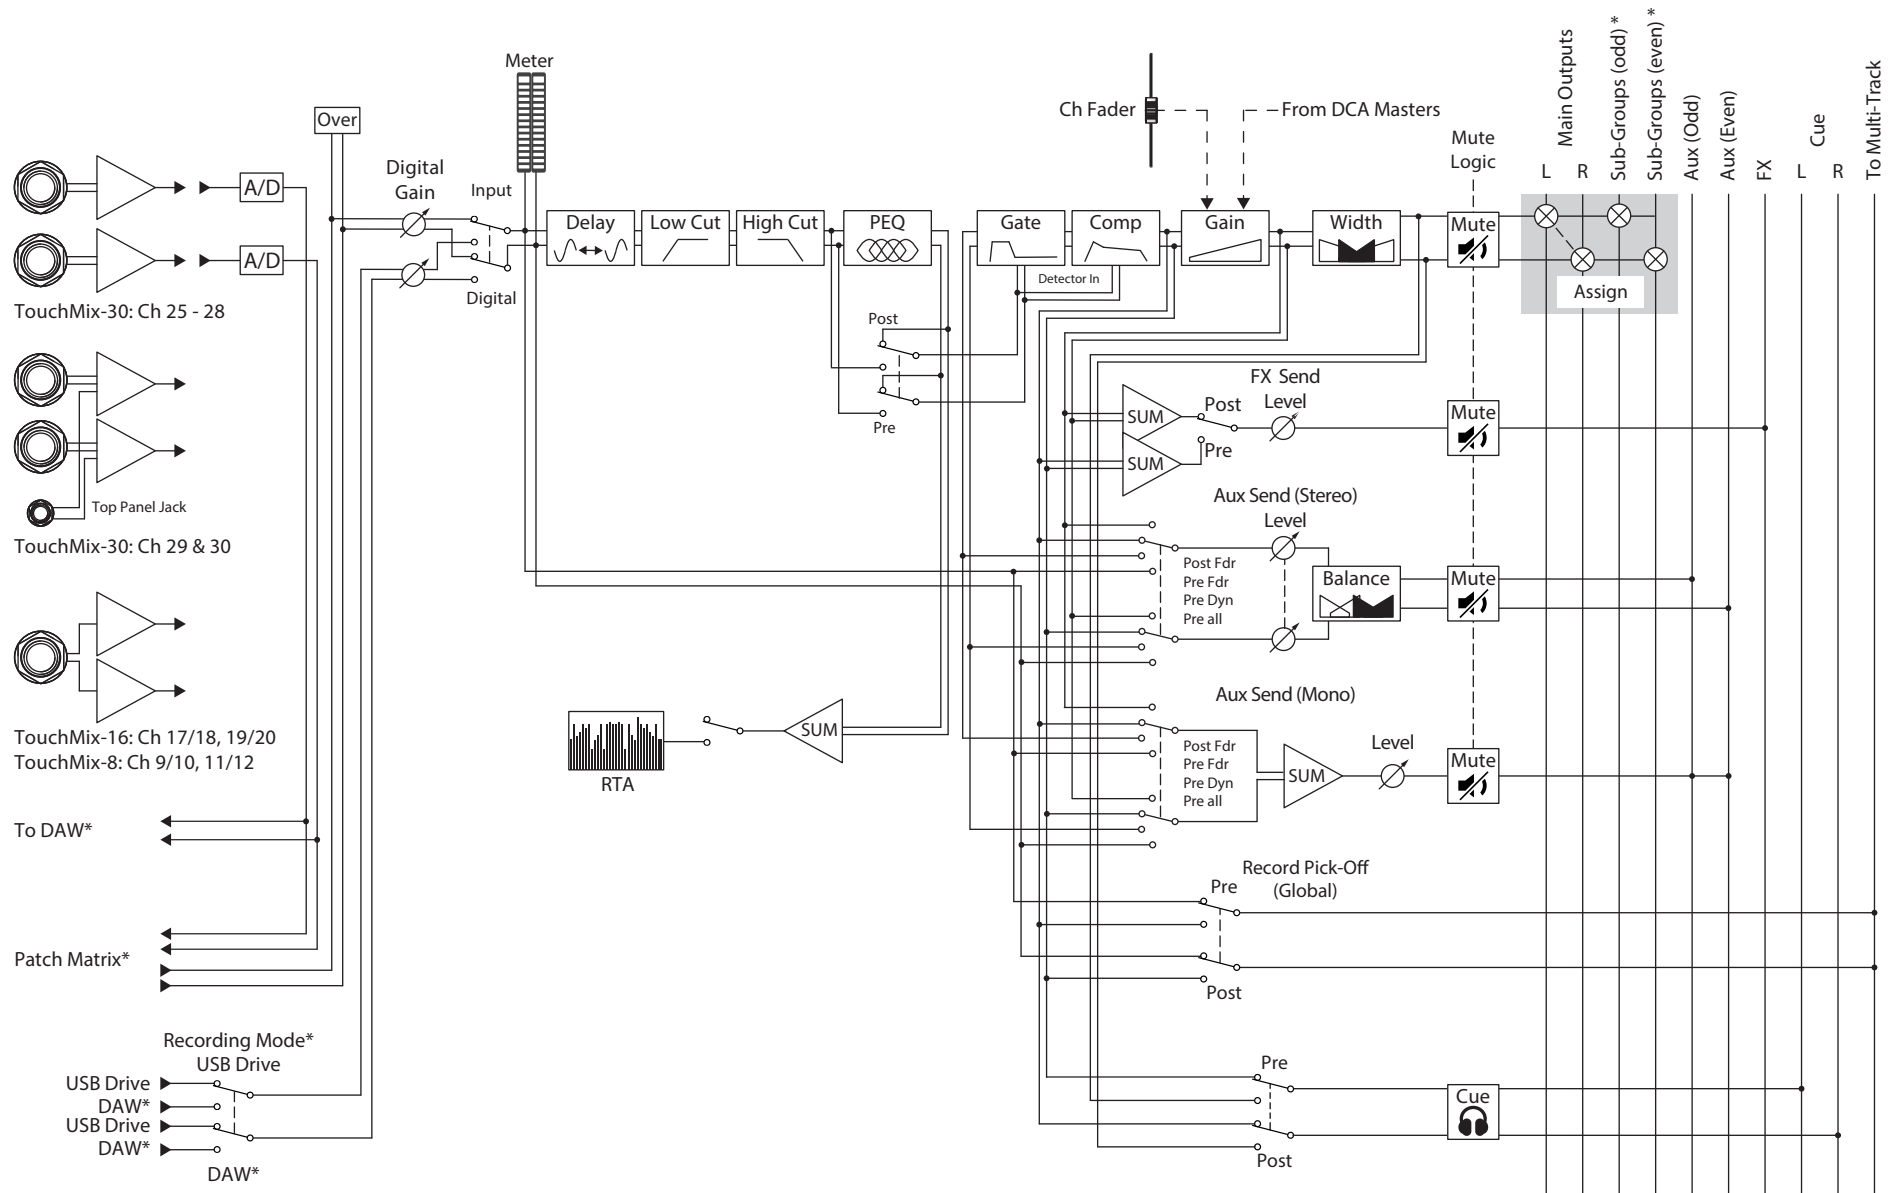 Meter
Over
Digital
Gain
Input
Digital
A/D
A/D
TouchMix-30: Ch 25 - 28
Top Panel Jack
TouchMix-30: Ch 29 & 30
TouchMix-16: Ch 17/18, 19/20
TouchMix-8: Ch 9/10, 11/12
To DAW*
Patch Matrix*
Recording Mode*
USB Drive
USB Drive
DAW*
USB Drive
DAW*
DAW*
Delay
Low Cut
High Cut
PEQ
Post
Pre
RTA
SUM
Gate
Comp
Detector In
Ch Fader
From DCA Masters
Gain
Width
Mute
Logic
Mute
Main Outputs
L
R
Sub-Groups (odd) *
Sub-Groups (even) *
Aux (Odd)
Aux (Even)
FX
Cue
L
R
To Multi-Track
Assign
FX Send
Level
SUM
Post
SUM
Pre
Mute
Aux Send (Stereo)
Level
Post Fdr
Pre Fdr
Pre Dyn
Pre all
Balance
Mute
Aux Send (Mono)
Post Fdr
Pre Fdr
Pre Dyn
Pre all
SUM
Level
Mute
Record Pick-Off
(Global)
Pre
Post
Pre
Post
Cue